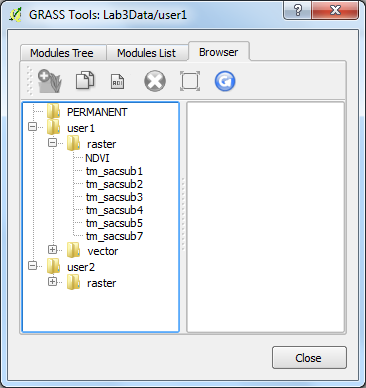 GRASS Tools: Lab3Data/user1
Modules Tree Modules List Browser
PERMANENT
user1
raster
NDVI
tm_sacsub1
tm_sacsub2
tm_sacsub3
tm_sacsub4
tm_sacsub5
tm_sacsub7
vector
user2
raster
Close